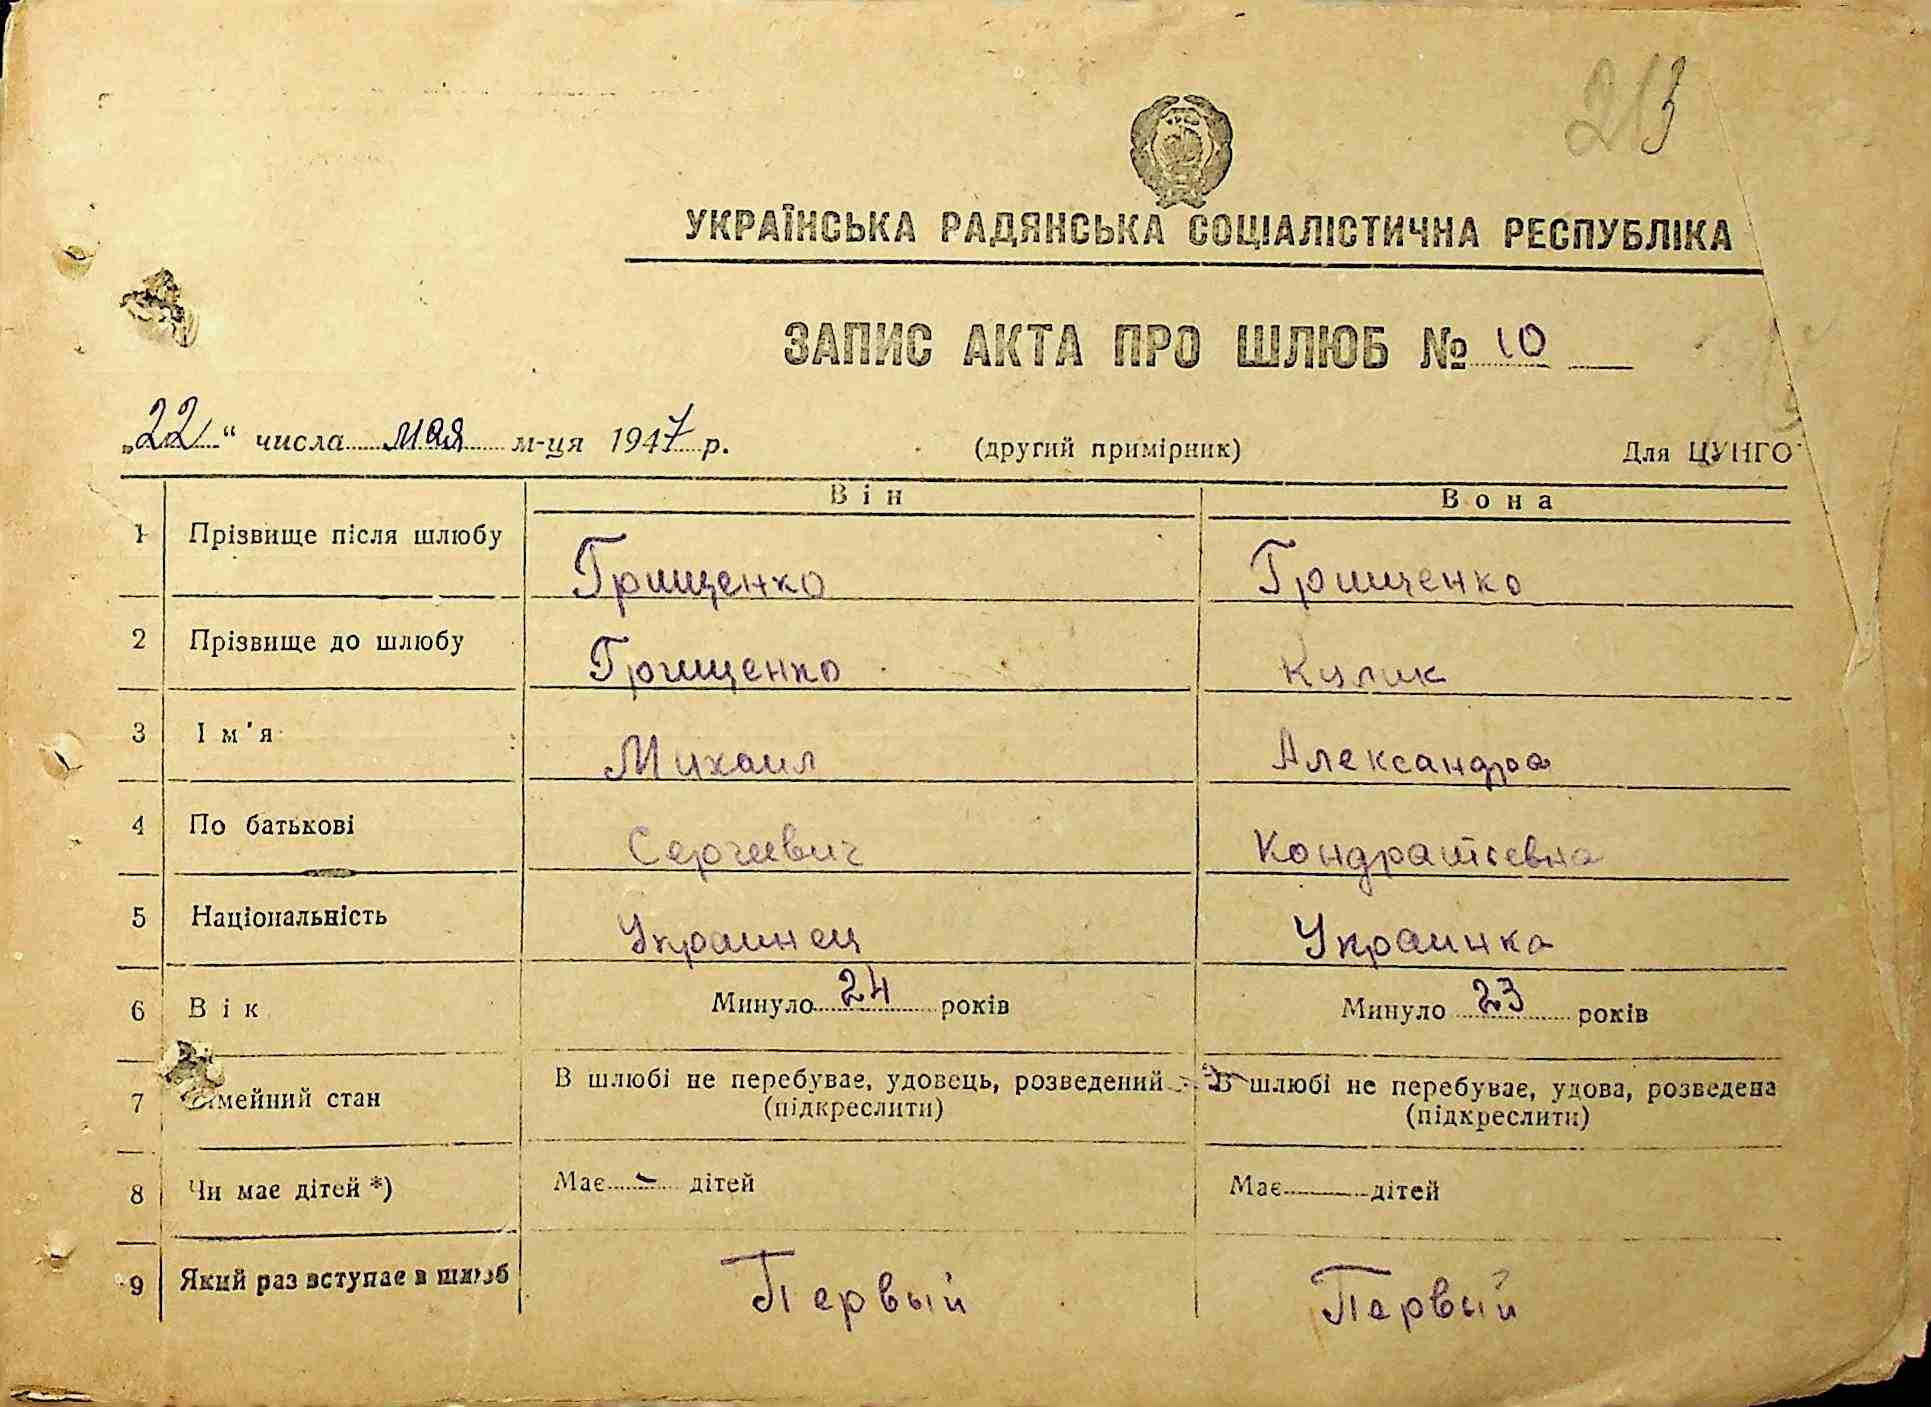 213
УКРАЇНСЬКА РАДЯНСЬКА СОЦІАЛІСТИЧНА РЕСПУБЛІКА
ЗАПИС АКТА ПРО ШЛЮБ № 10
„22“ числа мая м-ця 1947 р. (другий примірник) Для ЦУНГО
Він Вона
1 Прізвище після шлюбу Грищенко Грищенко
2 Прізвище до шлюбу Грищенко Кулик
3 Ім'я Михаил Александра
4 По батькові Сергеевич Кондратьевна
5 Національність Украинец Украинка
6 Вік Минуло 24 років Минуло 23 років
7 Сімейний стан В шлюбі не перебуває, удовець, розведений В шлюбі не перебуває, удова, розведена
(підкреслити) (підкреслити)
8 Чи має дітей *) Має - дітей Має дітей
9 Який раз вступає в шлюб Первый Первый